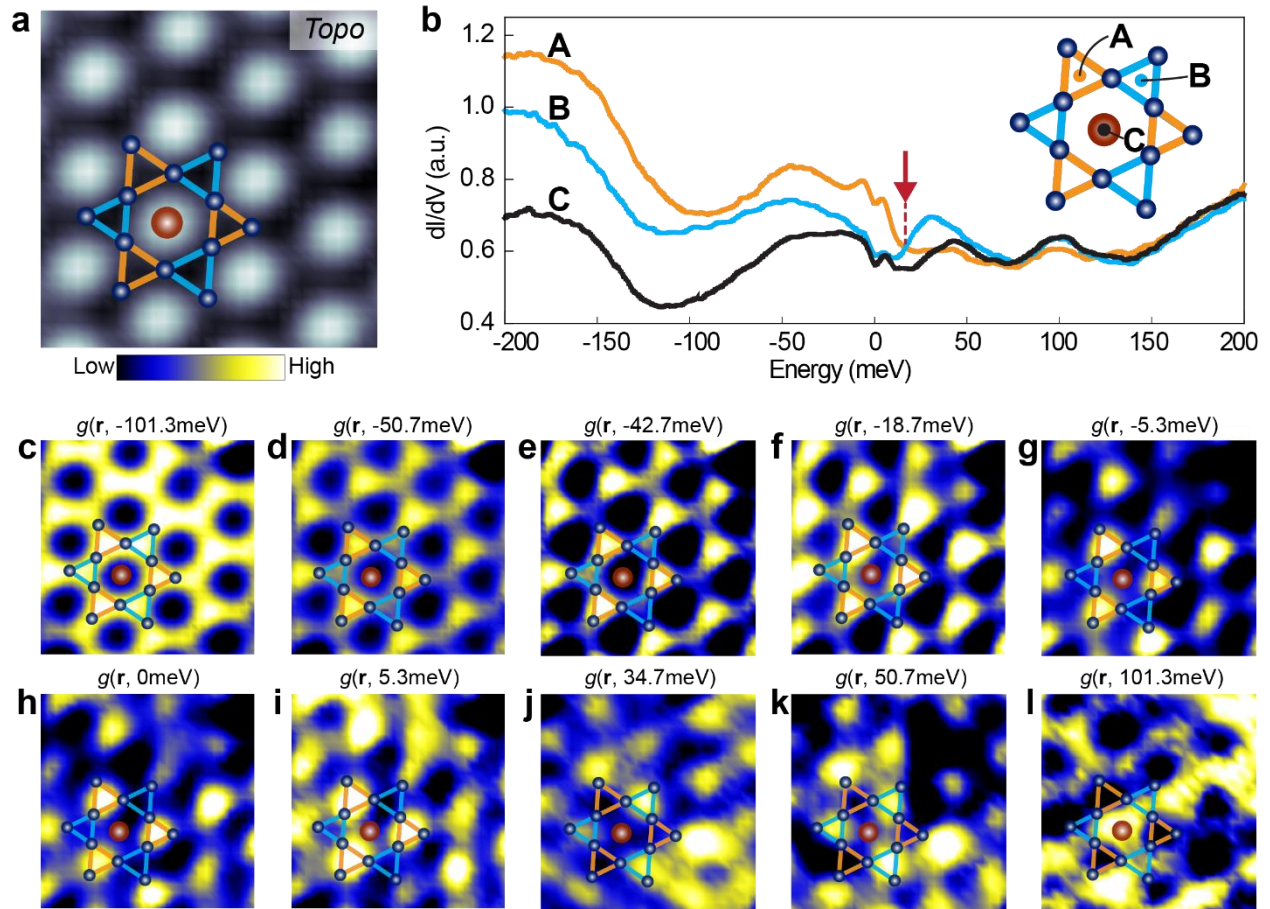 a
Topo
Low High
b
A
B
C
A
B
C
dI/dV (a.u.)
1.2
1.0
0.8
0.6
0.4
-200 -150 -100 -50 0 50 100 150 200
Energy (meV)
c g(r, -101.3meV)
d g(r, -50.7meV)
e g(r, -42.7meV)
f g(r, -18.7meV)
g g(r, -5.3meV)
h g(r, 0meV)
i g(r, 5.3meV)
j g(r, 34.7meV)
k g(r, 50.7meV)
l g(r, 101.3meV)